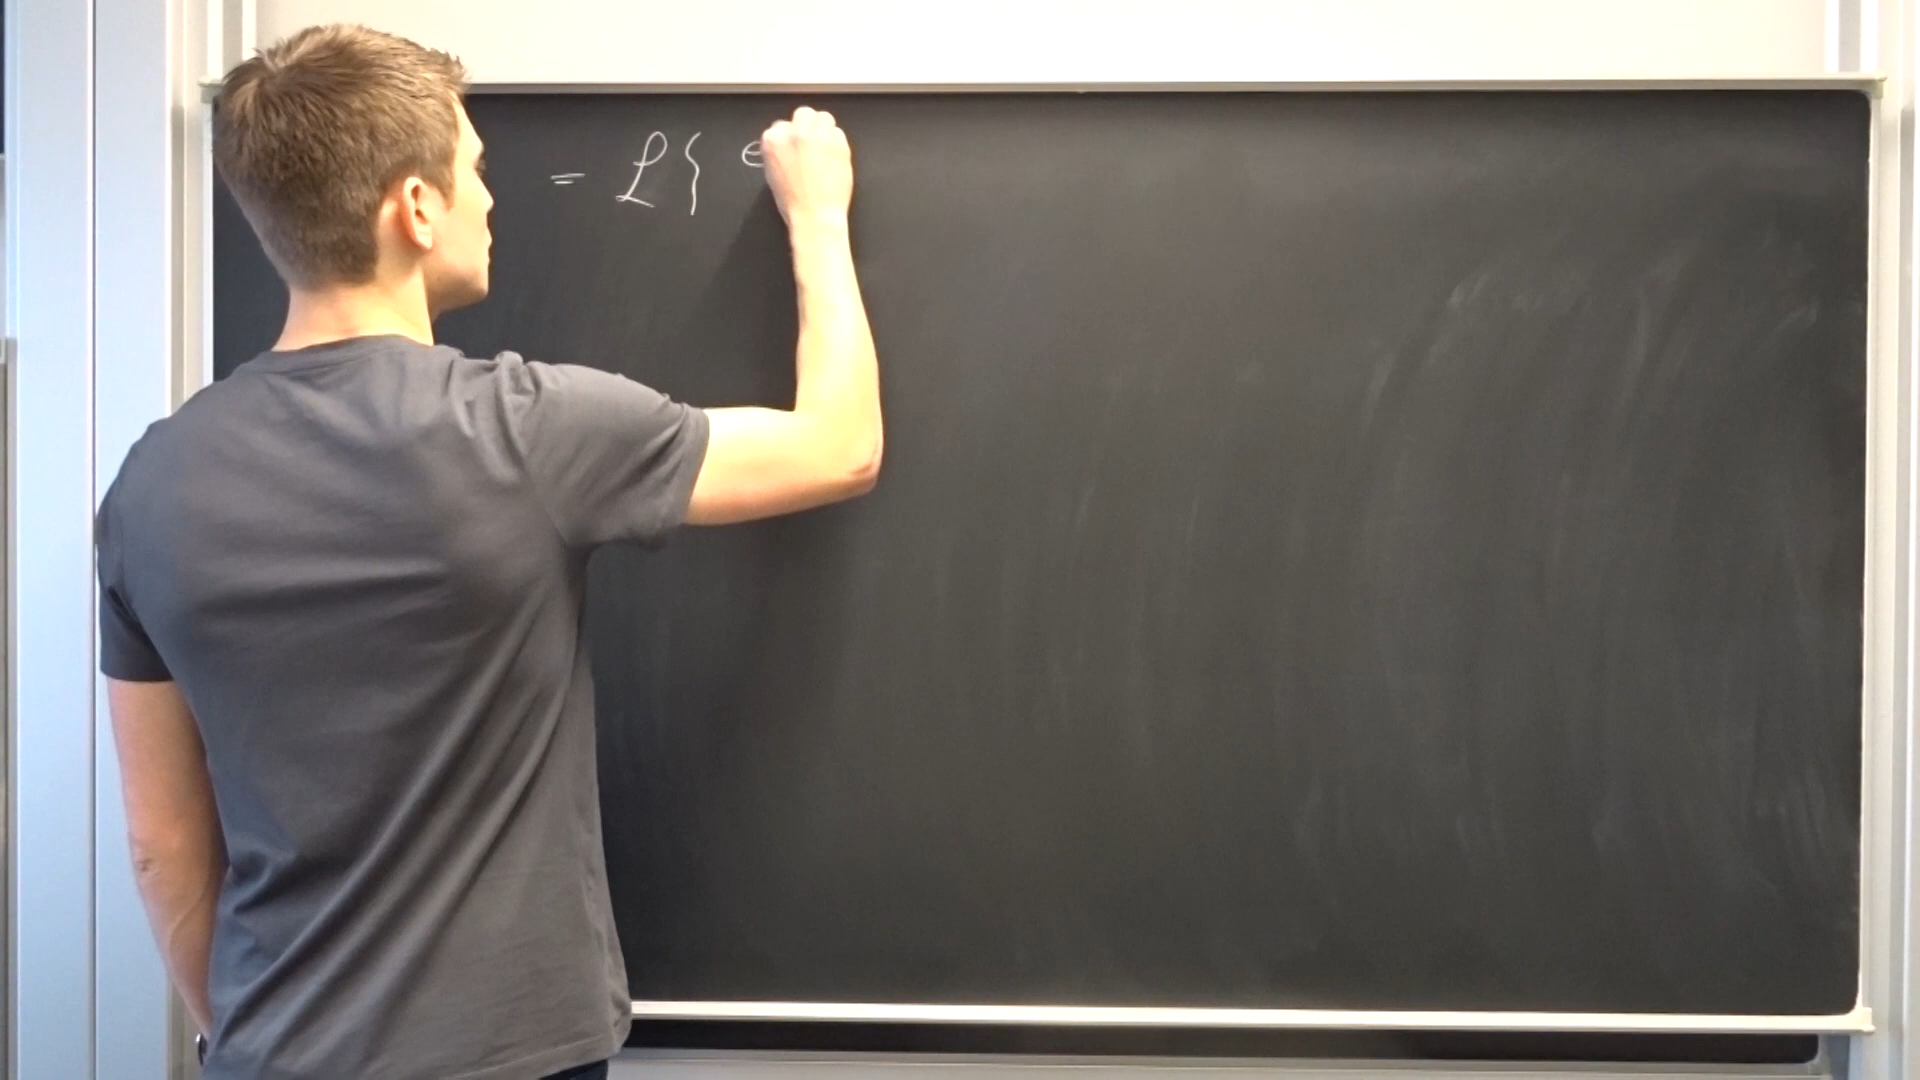 = ℒ{ e